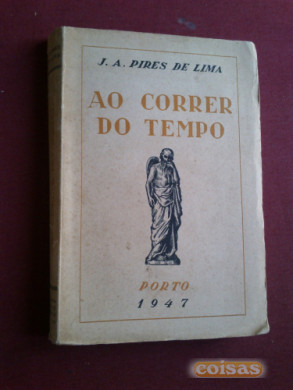 J. A. PIRES DE LIMA
AO CORRER
DO TEMPO
PORTO
1947
coisas